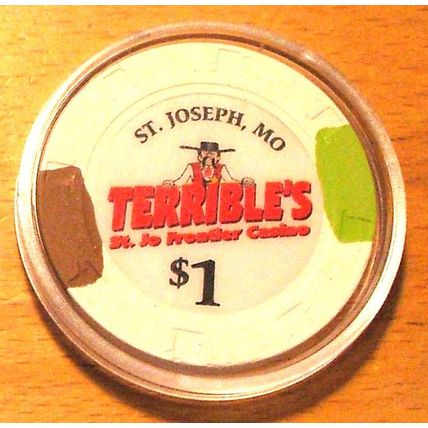 ST. JOSEPH, MO
TERRIBLE'S
St. Jo Frontier Casino
$1